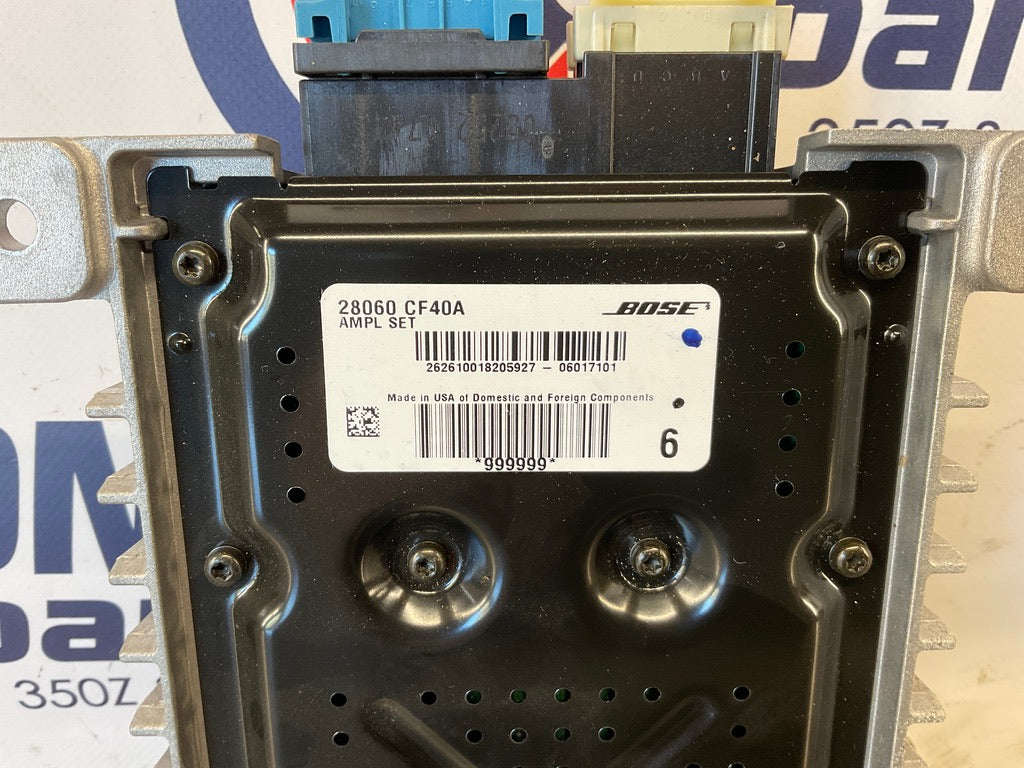 28060 CF40A
BOSE
AMPL SET
262610018205927 - 06017101
Made in USA of Domestic and Foreign Components
*999999*
6
A B C D
350Z